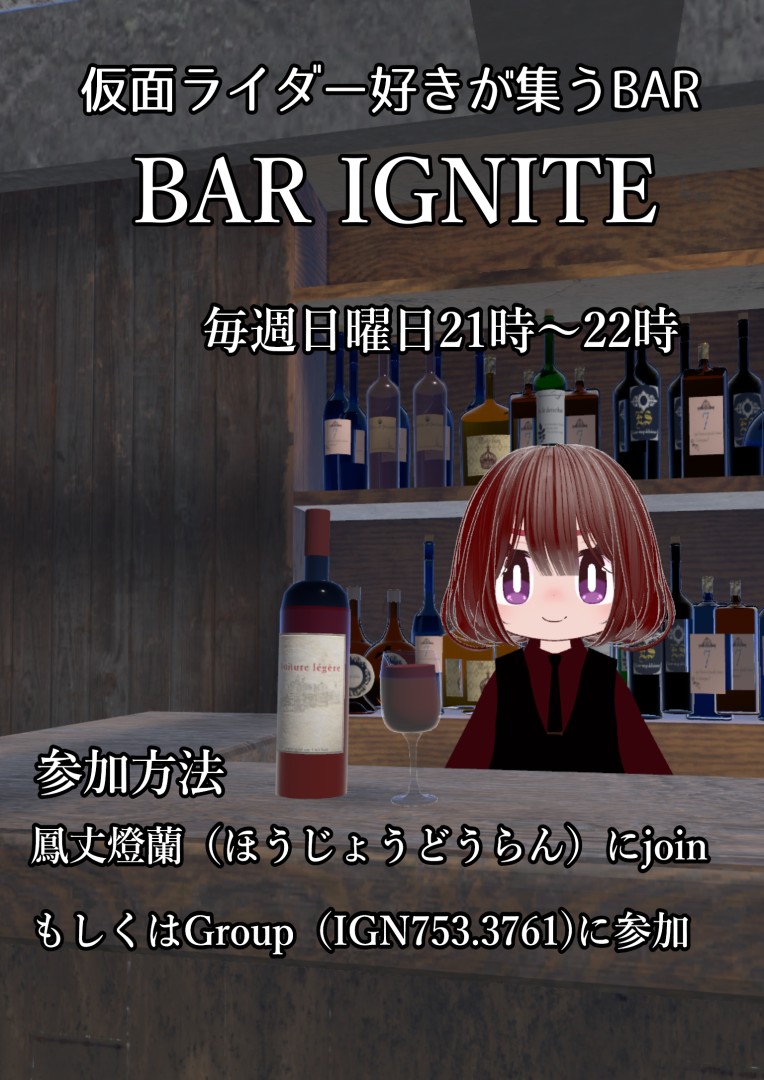 仮面ライダー好きが集うBAR
BAR IGNITE
毎週日曜日21時～22時
voiture légère
参加方法
鳳丈燈蘭（ほうじょうどうらん）にjoin
もしくはGroup（IGN753.3761)に参加